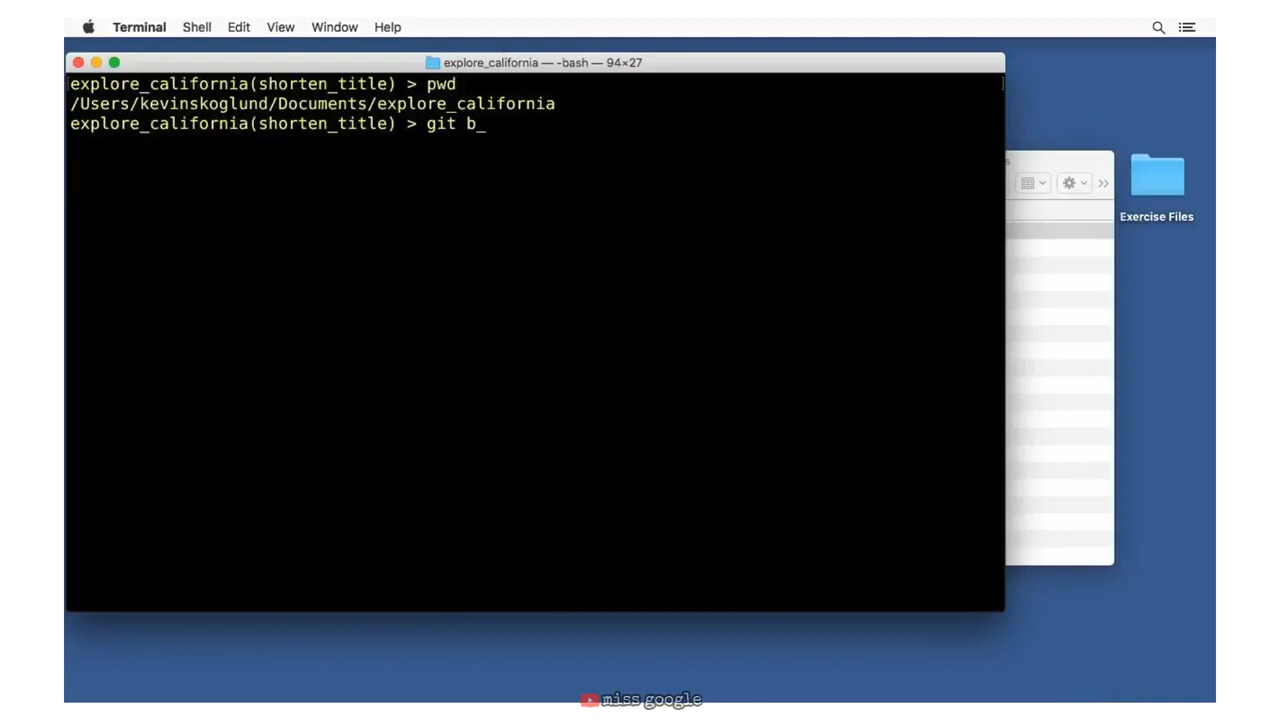 Terminal Shell Edit View Window Help
explore_california — -bash — 94×27
explore_california(shorten_title) > pwd
/Users/kevinskoglund/Documents/explore_california
explore_california(shorten_title) > git b_
Exercise Files
miss google